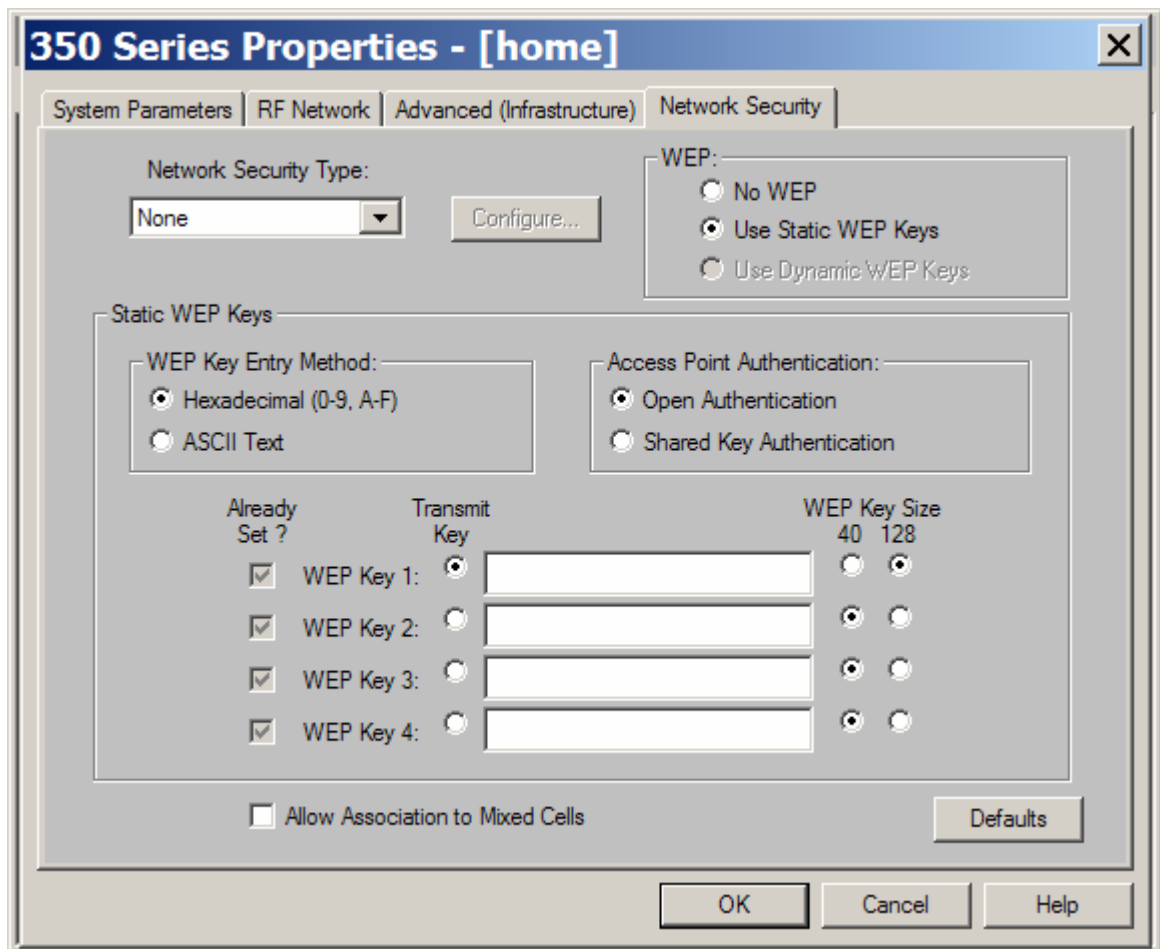 350 Series Properties - [home]
System Parameters RF Network Advanced (Infrastructure) Network Security
Network Security Type:
None
Configure...
WEP:
No WEP
Use Static WEP Keys
Use Dynamic WEP Keys
Static WEP Keys
WEP Key Entry Method:
Hexadecimal (0-9, A-F)
ASCII Text
Access Point Authentication:
Open Authentication
Shared Key Authentication
Already
Set ?
Transmit
Key
WEP Key Size
40 128
WEP Key 1:
WEP Key 2:
WEP Key 3:
WEP Key 4:
Allow Association to Mixed Cells
Defaults
OK Cancel Help